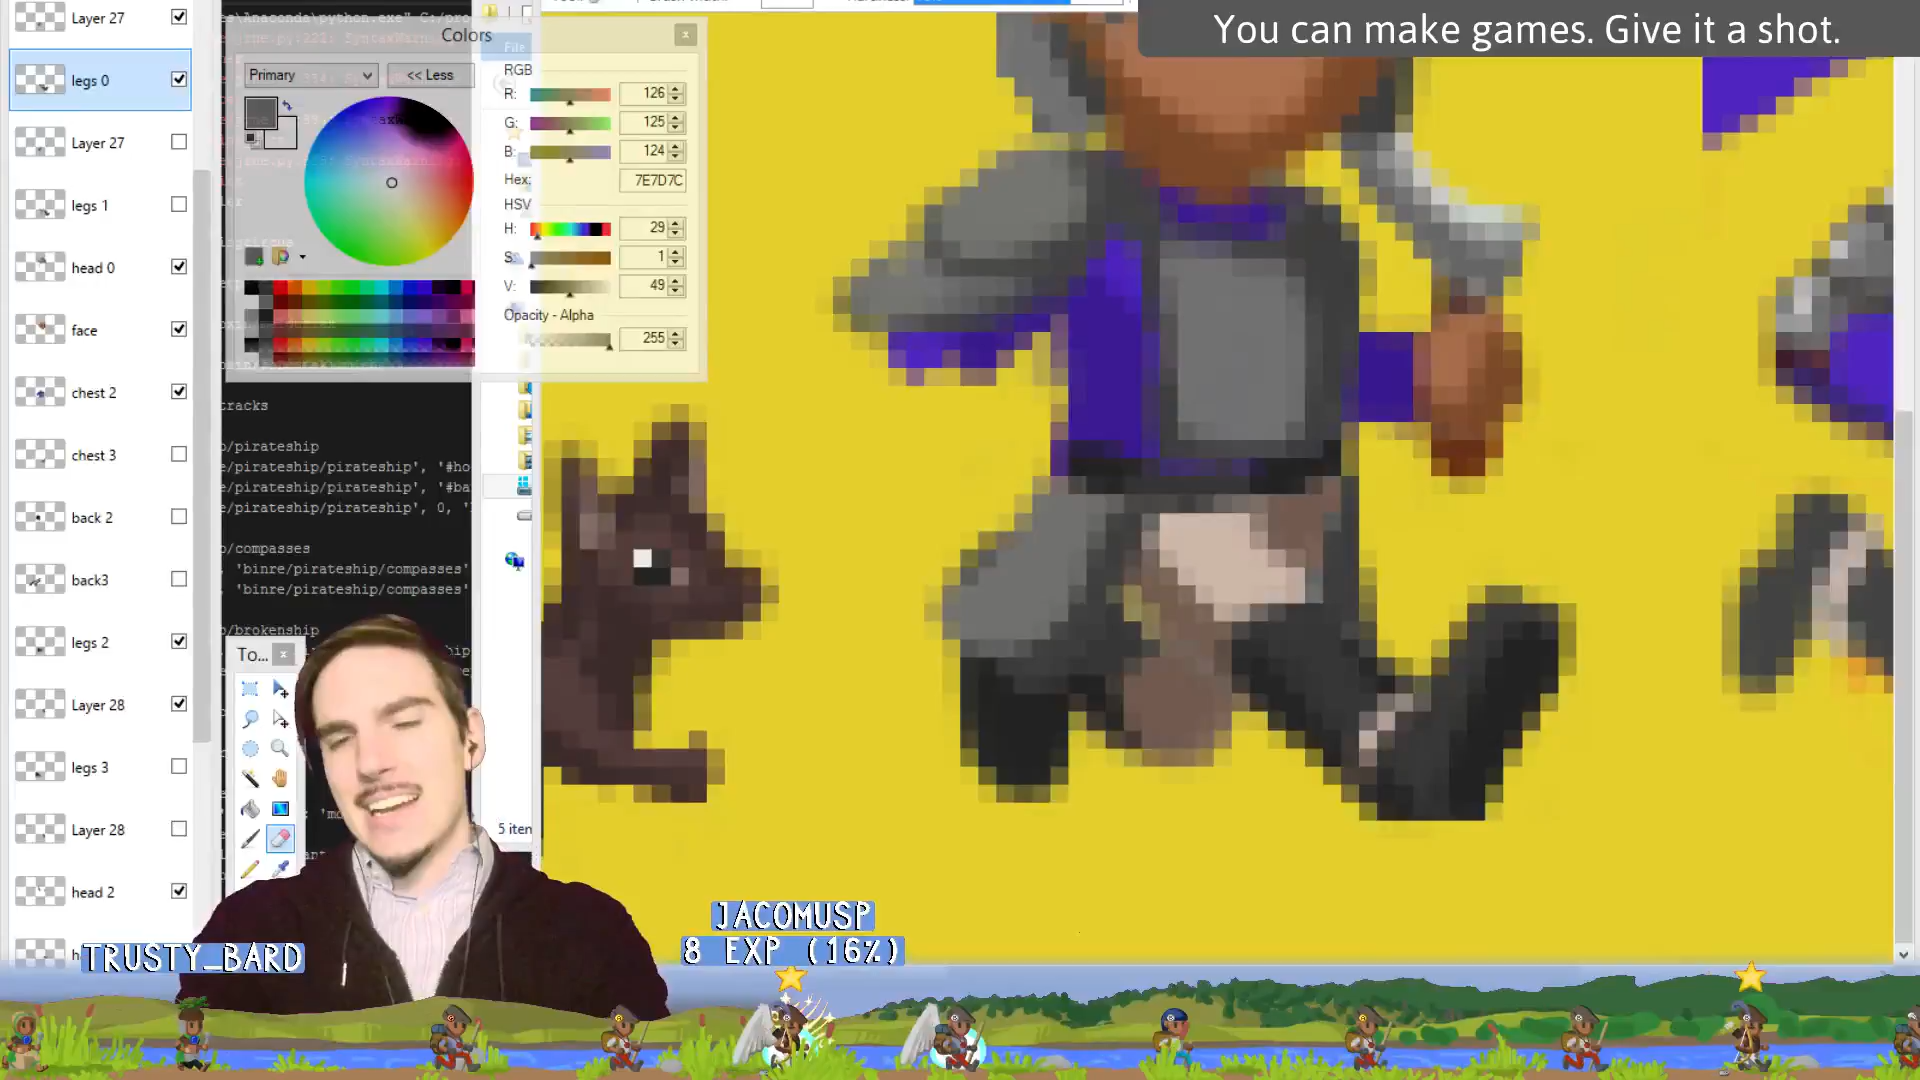 You can make games. Give it a shot.
Layer 27
legs 0
Layer 27
legs 1
head 0
face
chest 2
chest 3
back 2
back3
legs 2
Layer 28
legs 3
Layer 28
head 2
Colors
Primary
<< Less
File
RGB
R:
126
G:
125
B:
124
Hex:
7E7D7C
HSV
H:
29
S:
1
V:
49
Opacity - Alpha
255
tracks
o/pirateship
e/pirateship/pirateship', '#ho
e/pirateship/pirateship', '#ba
e/pirateship/pirateship', 0, '
o/compasses
, 'binre/pirateship/compasses'
, 'binre/pirateship/compasses'
o/brokenship
To...
5 iten
TRUSTY_BARD
JACOMUSP
8 EXP (16%)